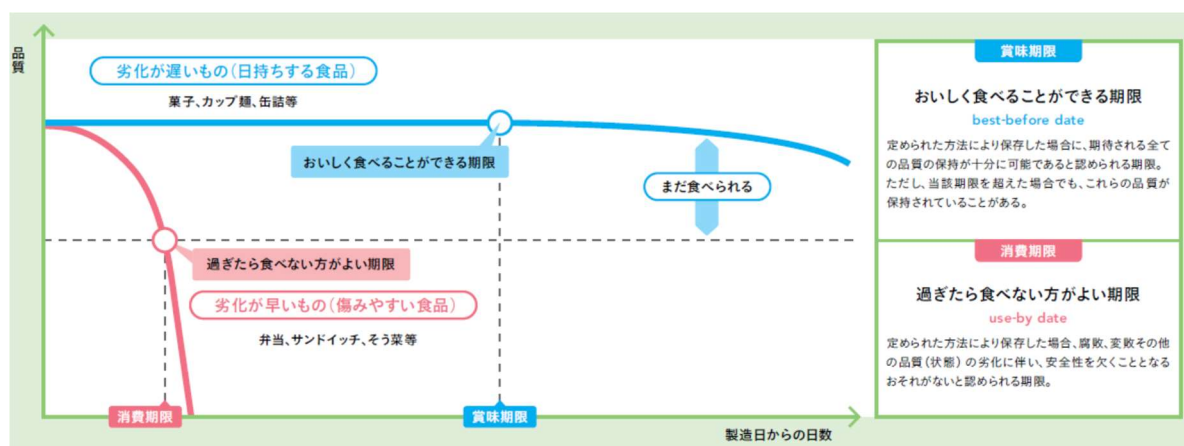 品質
劣化が遅いもの（日持ちする食品）
菓子、カップ麺、缶詰等
おいしく食べることができる期限
まだ食べられる
過ぎたら食べない方がよい期限
劣化が早いもの（傷みやすい食品）
弁当、サンドイッチ、そう菜等
消費期限
賞味期限
製造日からの日数
賞味期限
おいしく食べることができる期限
best-before date
定められた方法により保存した場合に、期待される全て
の品質の保持が十分に可能であると認められる期限。
ただし、当該期限を超えた場合でも、これらの品質が
保持されていることがある。
消費期限
過ぎたら食べない方がよい期限
use-by date
定められた方法により保存した場合、腐敗、変敗その他
の品質（状態）の劣化に伴い、安全性を欠くこととなる
おそれがないと認められる期限。